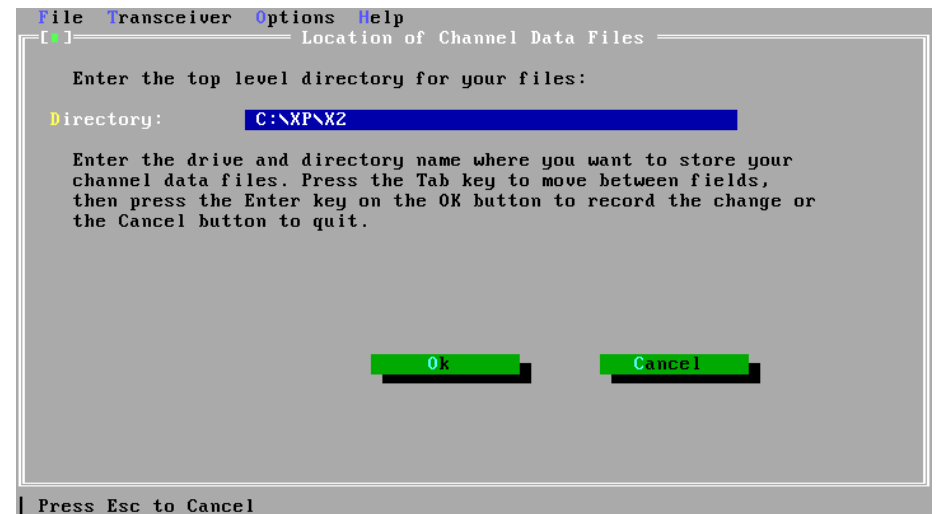 File Transceiver Options Help
[■] Location of Channel Data Files
Enter the top level directory for your files:
Directory: C:\XP\X2
Enter the drive and directory name where you want to store your
channel data files. Press the Tab key to move between fields,
then press the Enter key on the OK button to record the change or
the Cancel button to quit.
Ok Cancel
Press Esc to Cancel